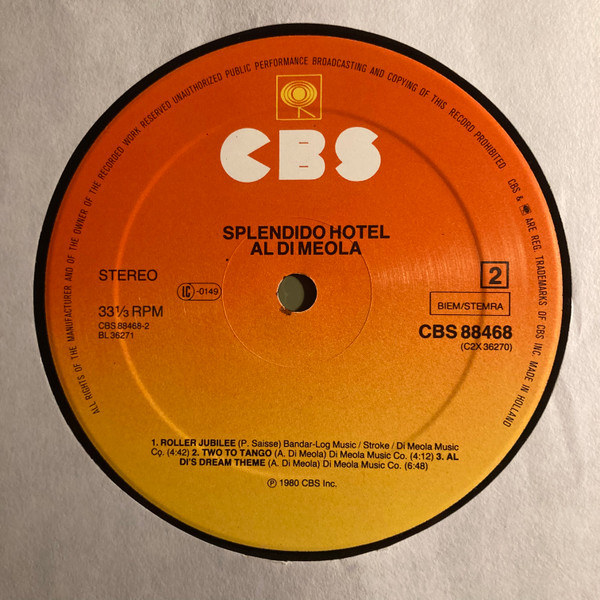 ALL RIGHTS OF THE MANUFACTURER AND OF THE OWNER OF THE RECORDED WORK RESERVED UNAUTHORIZED PUBLIC PERFORMANCE BROADCASTING AND COPYING OF THIS RECORD PROHIBITED
CBS & ARE REG. TRADEMARKS OF CBS INC. MADE IN HOLLAND
CBS
SPLENDIDO HOTEL
AL DI MEOLA
STEREO
LC -0149
2
33⅓ RPM
BIEM/STEMRA
CBS 88468-2
CBS 88468
BL 36271
(C2X 36270)
1. ROLLER JUBILEE (P. Saisse) Bandar-Log Music / Stroke / Di Meola Music
Co. (4:42) 2. TWO TO TANGO (A. Di Meola) Di Meola Music Co. (4:12) 3. AL
DI'S DREAM THEME (A. Di Meola) Di Meola Music Co. (6:48)
℗ 1980 CBS Inc.